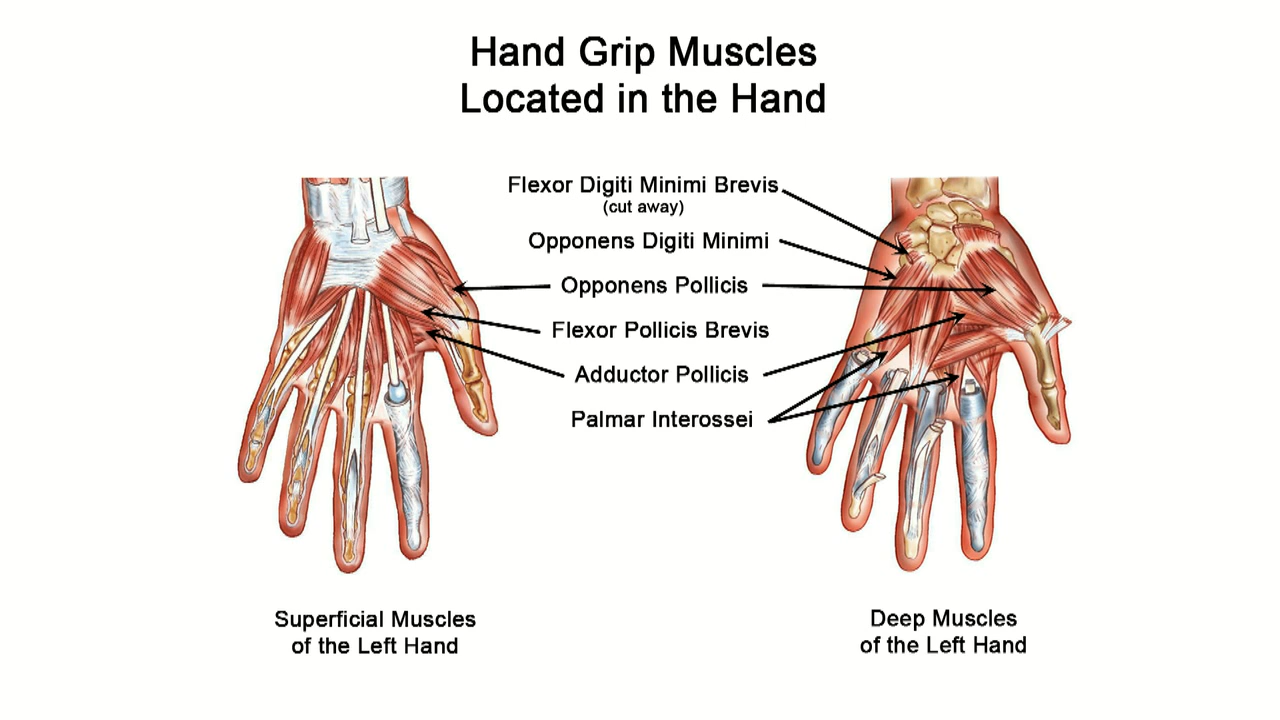 Hand Grip Muscles
Located in the Hand
Flexor Digiti Minimi Brevis
(cut away)
Opponens Digiti Minimi
Opponens Pollicis
Flexor Pollicis Brevis
Adductor Pollicis
Palmar Interossei
Superficial Muscles
of the Left Hand
Deep Muscles
of the Left Hand